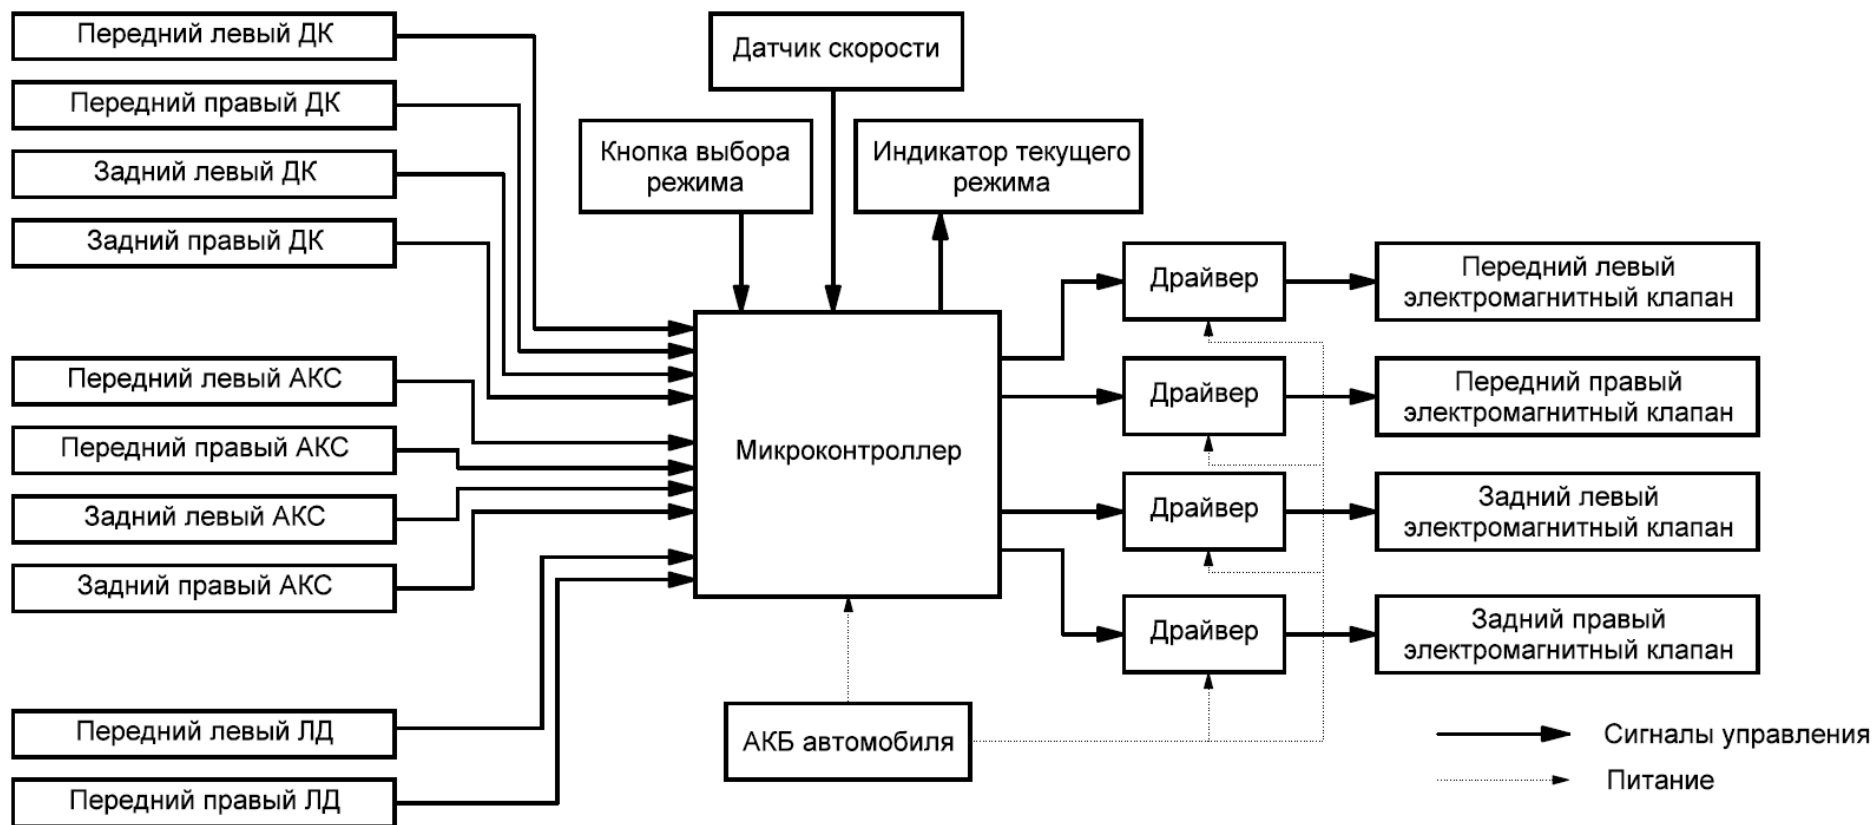 Передний левый ДК
Передний правый ДК
Задний левый ДК
Задний правый ДК
Передний левый АКС
Передний правый АКС
Задний левый АКС
Задний правый АКС
Передний левый ЛД
Передний правый ЛД
Датчик скорости
Кнопка выбора
режима
Индикатор текущего
режима
Микроконтроллер
АКБ автомобиля
Драйвер
Драйвер
Драйвер
Драйвер
Передний левый
электромагнитный клапан
Передний правый
электромагнитный клапан
Задний левый
электромагнитный клапан
Задний правый
электромагнитный клапан
Сигналы управления
Питание